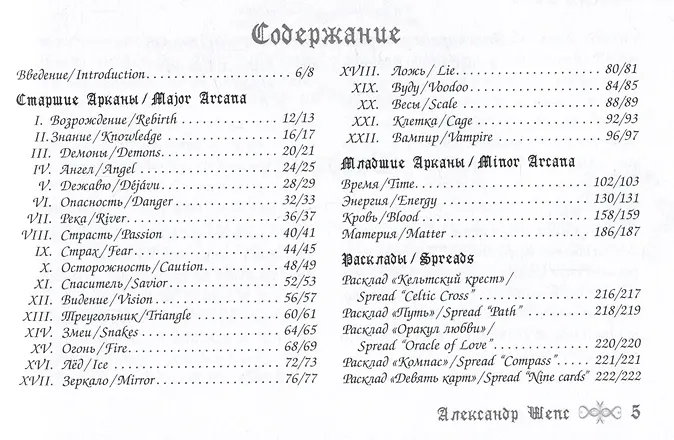 Содержание
Введение/Introduction 6/8
Старшие Арканы/Major Arcana
I. Возрождение/Rebirth 12/13
II. Знание/Knowledge 16/17
III. Демоны/Demons 20/21
IV. Ангел/Angel 24/25
V. Дежавю/Déjávu 28/29
VI. Опасность/Danger 32/33
VII. Река/River 36/37
VIII. Страсть/Passion 40/41
IX. Страх/Fear 44/45
X. Осторожность/Caution 48/49
XI. Спаситель/Savior 52/53
XII. Видение/Vision 56/57
XIII. Треугольник/Triangle 60/61
XIV. Змеи/Snakes 64/65
XV. Огонь/Fire 68/69
XVI. Лёд/Ice 72/73
XVII. Зеркало/Mirror 76/77
XVIII. Ложь/Lie 80/81
XIX. Вуду/Voodoo 84/85
XX. Весы/Scale 88/89
XXI. Клетка/Cage 92/93
XXII. Вампир/Vampire 96/97
Младшие Арканы/Minor Arcana
Время/Time 102/103
Энергия/Energy 130/131
Кровь/Blood 158/159
Материя/Matter 186/187
Расклады/Spreads
Расклад «Кельтский крест»/
Spread “Celtic Cross” 216/217
Расклад «Путь»/Spread “Path” 218/219
Расклад «Оракул любви»/
Spread “Oracle of Love” 220/220
Расклад «Компас»/Spread “Compass” 221/221
Расклад «Девять карт»/Spread “Nine cards” 222/222
Александр Шепс 5